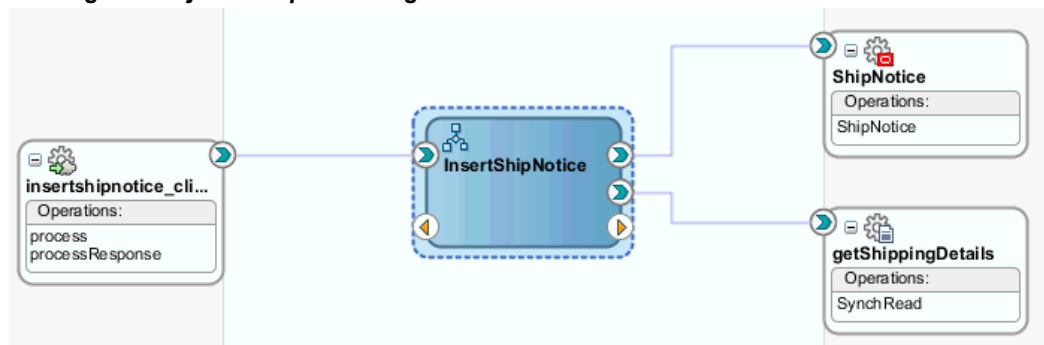 insertshipnotice_cli...
Operations:
process
processResponse
InsertShipNotice
ShipNotice
Operations:
ShipNotice
getShippingDetails
Operations:
SynchRead